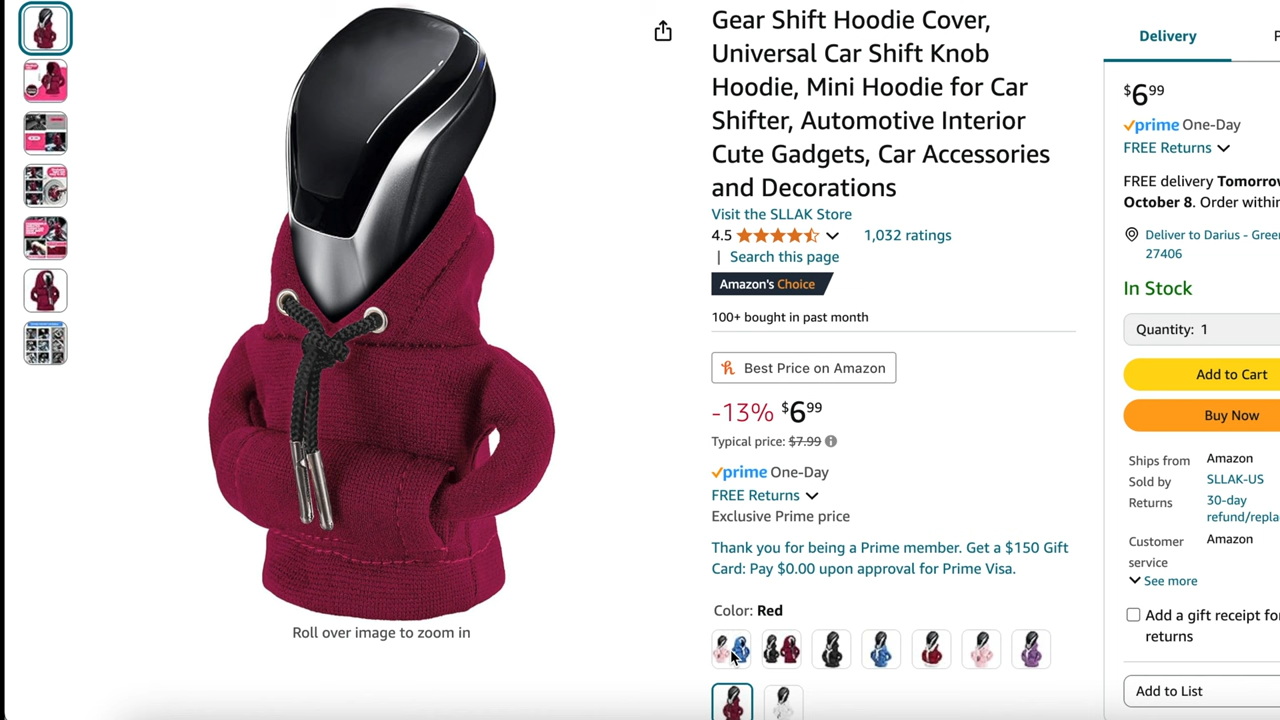 Gear Shift Hoodie Cover,
Universal Car Shift Knob
Hoodie, Mini Hoodie for Car
Shifter, Automotive Interior
Cute Gadgets, Car Accessories
and Decorations
Visit the SLLAK Store
4.5 1,032 ratings
| Search this page
Amazon's Choice
100+ bought in past month
Best Price on Amazon
-13% $6 99
Typical price: $7.99
prime One-Day
FREE Returns
Exclusive Prime price
Thank you for being a Prime member. Get a $150 Gift
Card: Pay $0.00 upon approval for Prime Visa.
Color: Red
Roll over image to zoom in
Delivery
$6 99
prime One-Day
FREE Returns
FREE delivery Tomorrow
October 8. Order within
Deliver to Darius - Gree
27406
In Stock
Quantity: 1
Add to Cart
Buy Now
Ships from Amazon
Sold by SLLAK-US
Returns 30-day
refund/repla
Customer Amazon
service
See more
Add a gift receipt fo
returns
Add to List